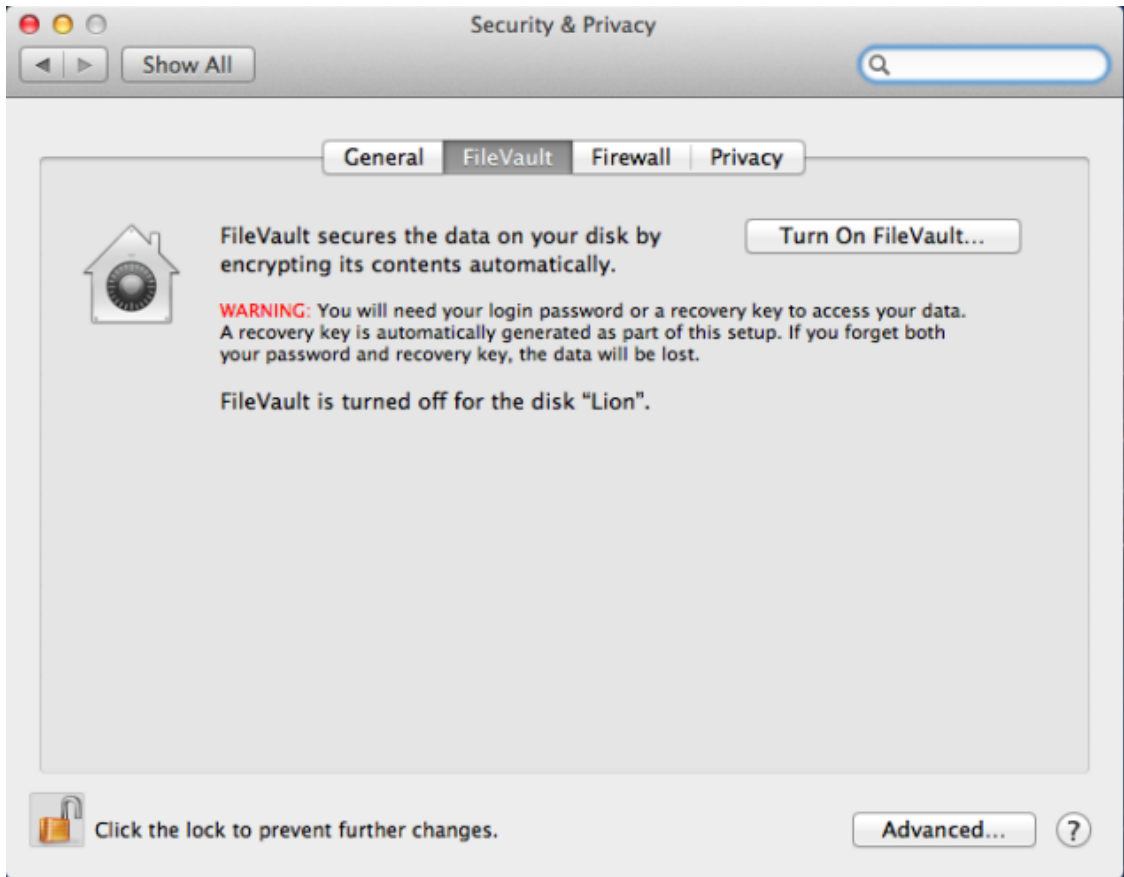 Security & Privacy
Show All
General FileVault Firewall Privacy
FileVault secures the data on your disk by
encrypting its contents automatically.
Turn On FileVault...
WARNING: You will need your login password or a recovery key to access your data.
A recovery key is automatically generated as part of this setup. If you forget both
your password and recovery key, the data will be lost.
FileVault is turned off for the disk “Lion”.
Click the lock to prevent further changes.
Advanced... ?